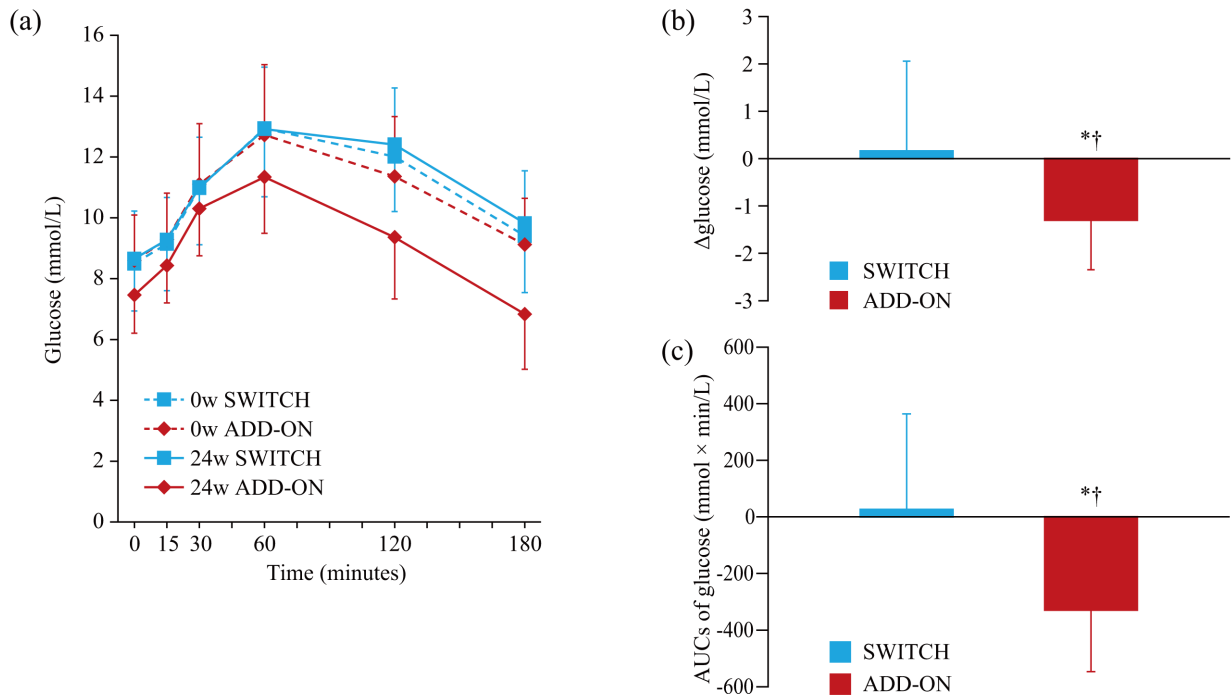 (a)
Glucose (mmol/L)
16
14
12
10
8
6
4
2
0
0w SWITCH
0w ADD-ON
24w SWITCH
24w ADD-ON
0 15 30 60 120 180
Time (minutes)
(b)
Δglucose (mmol/L)
3
2
1
0
-1
-2
-3
*†
SWITCH
ADD-ON
(c)
AUCs of glucose (mmol × min/L)
600
400
200
0
-200
-400
-600
*†
SWITCH
ADD-ON